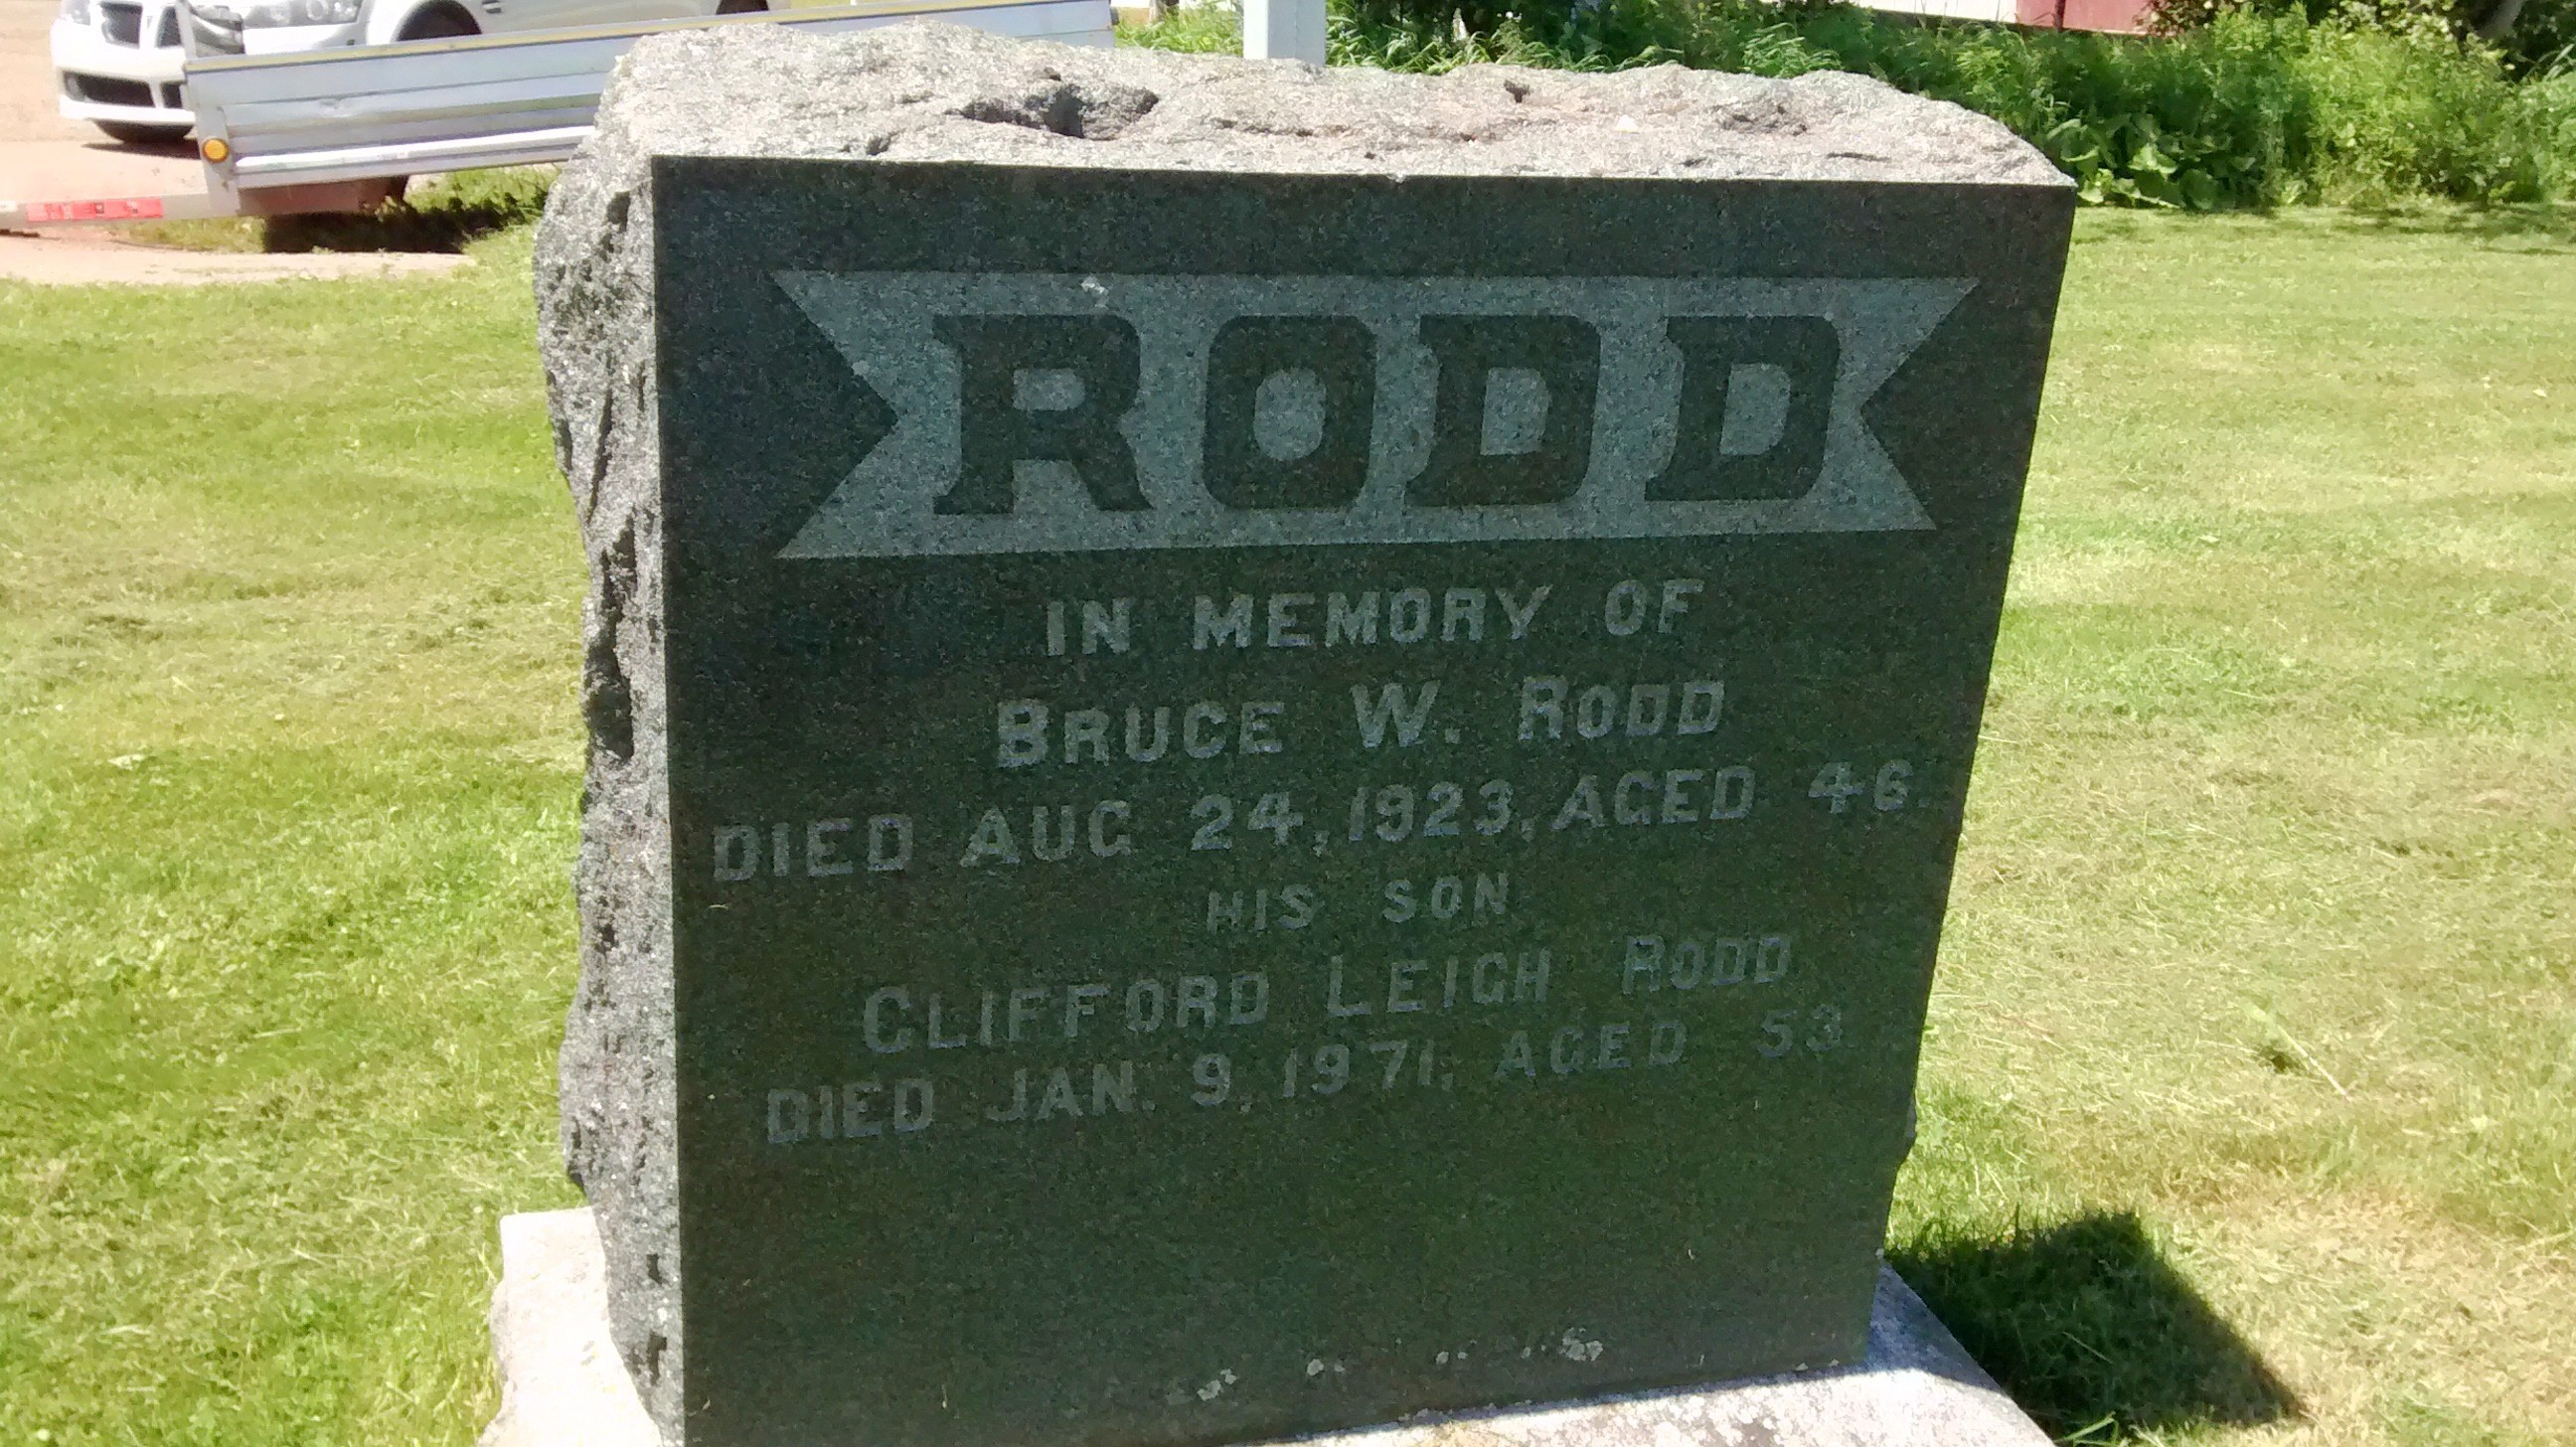 RODD
IN MEMORY OF
BRUCE W. RODD
DIED AUG 24, 1923, AGED 46.
HIS SON
CLIFFORD LEIGH RODD
DIED JAN. 9, 1971, AGED 53